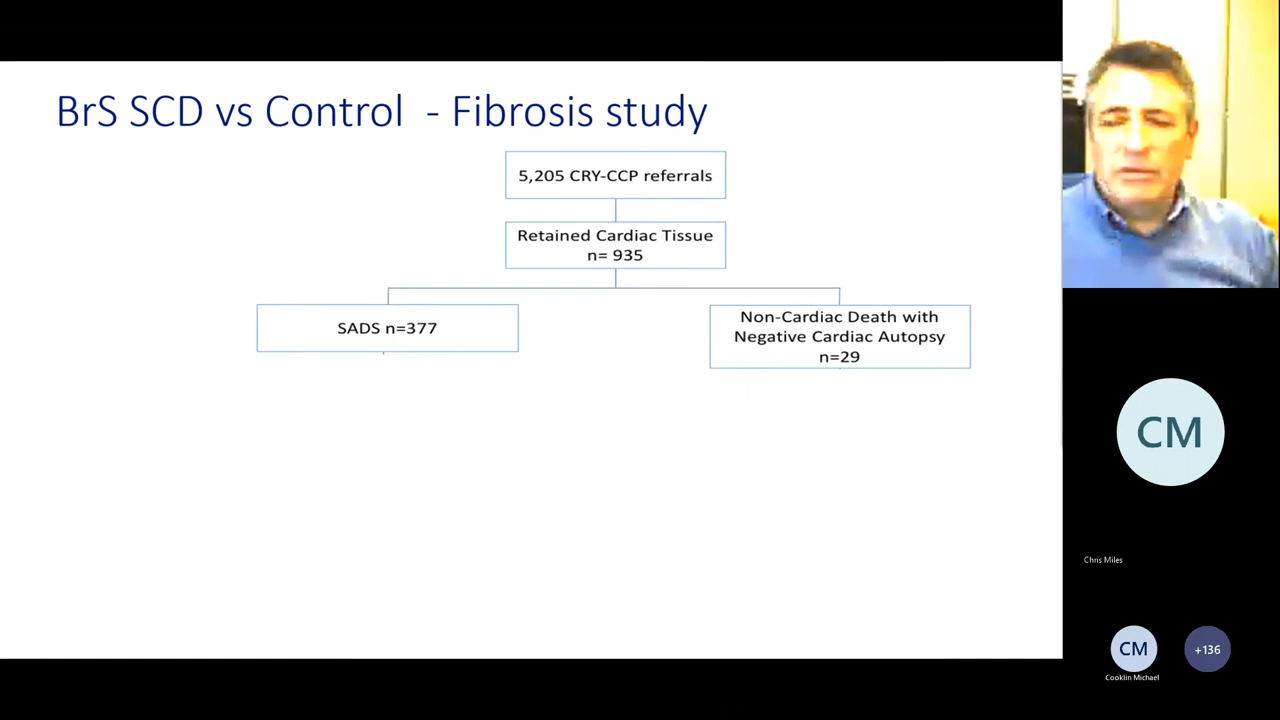 BrS SCD vs Control - Fibrosis study
5,205 CRY-CCP referrals
Retained Cardiac Tissue
n= 935
SADS n=377
Non-Cardiac Death with
Negative Cardiac Autopsy
n=29
CM
Chris Miles
CM
+136
Cooklin Michael